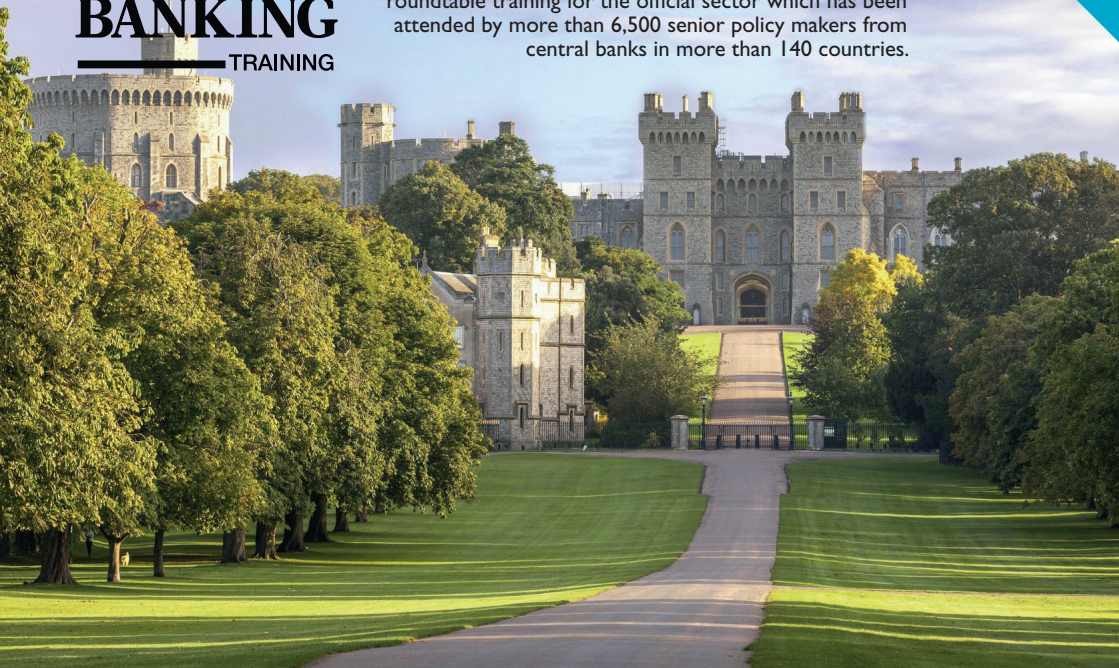 BANKING
TRAINING
roundtable training for the official sector which has been
attended by more than 6,500 senior policy makers from
central banks in more than 140 countries.